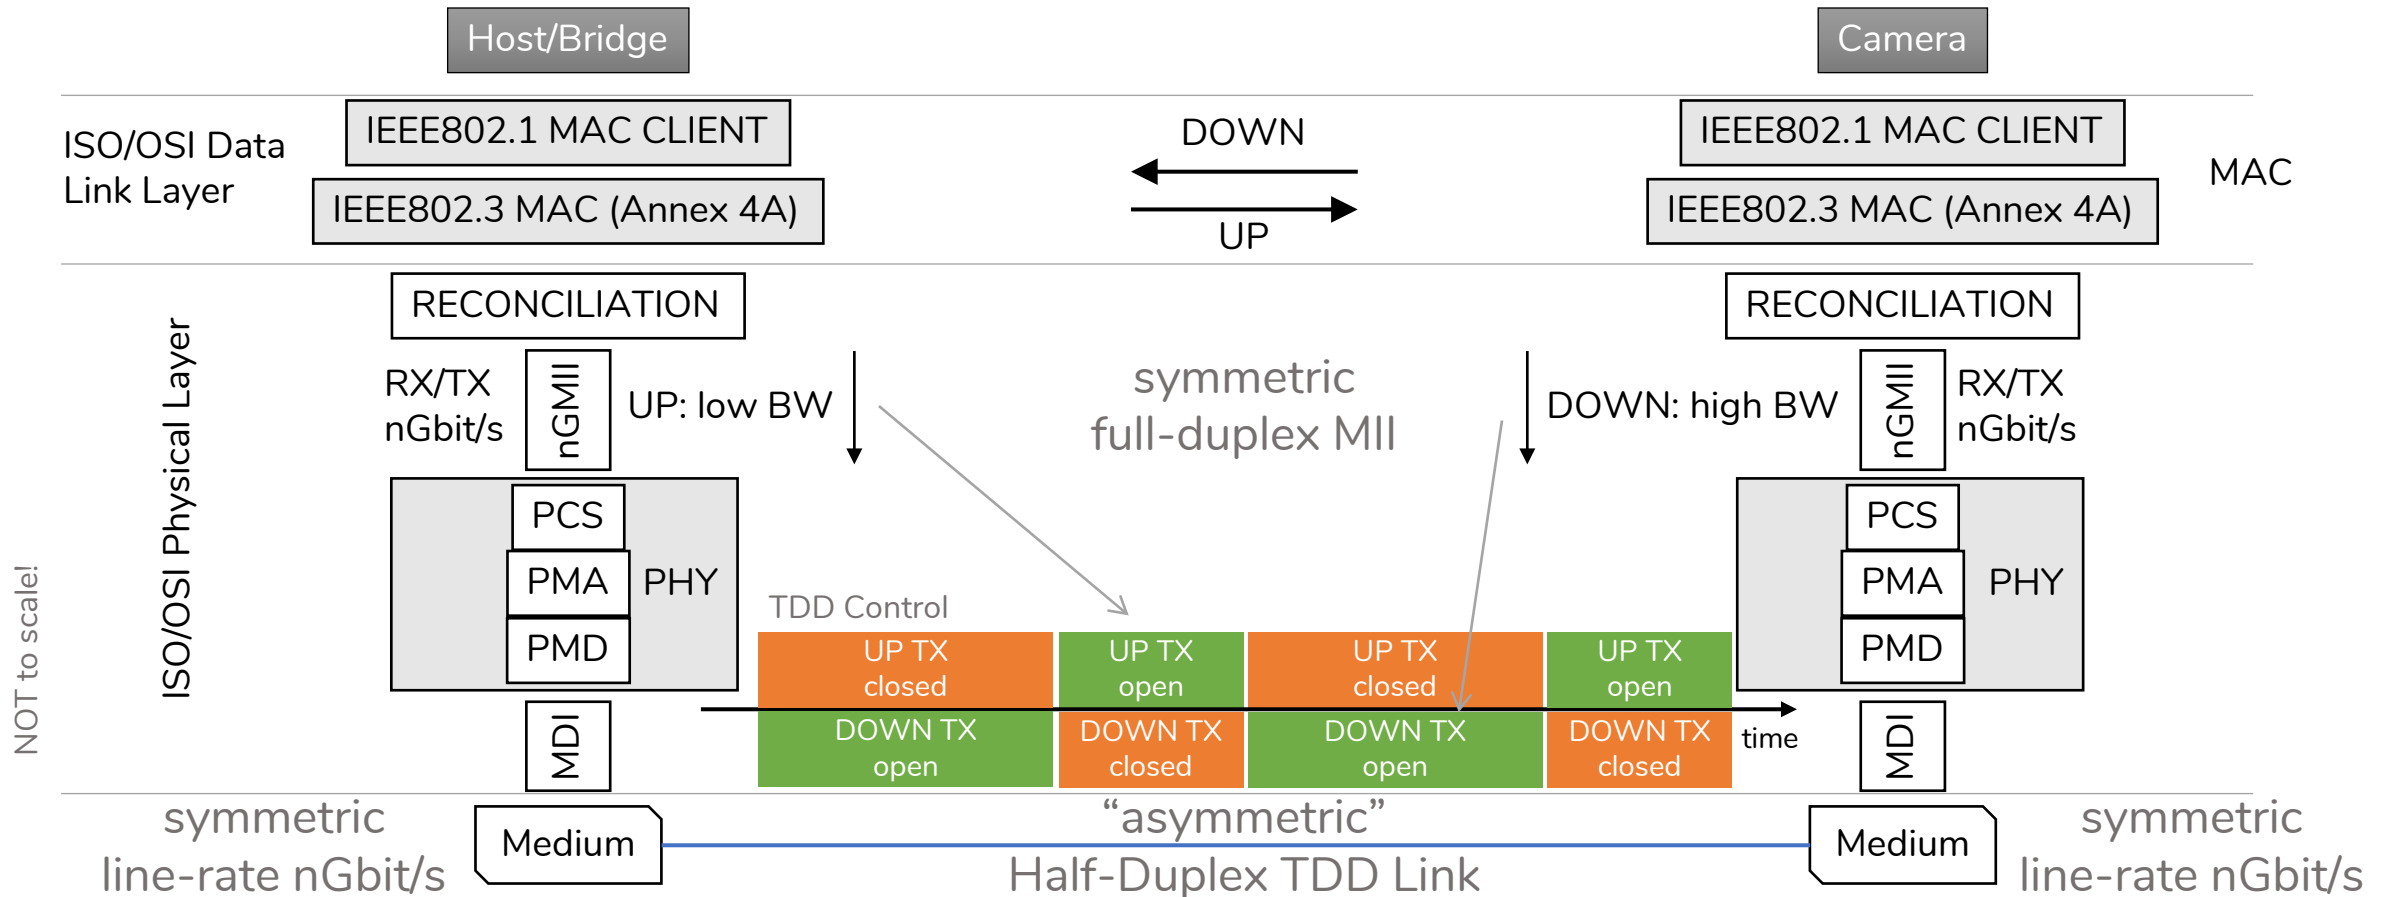 Host/Bridge
Camera
ISO/OSI Data
Link Layer
IEEE802.1 MAC CLIENT
IEEE802.3 MAC (Annex 4A)
DOWN
UP
IEEE802.1 MAC CLIENT
IEEE802.3 MAC (Annex 4A)
MAC
NOT to scale!
ISO/OSI Physical Layer
RECONCILIATION
RX/TX
nGbit/s
nGMII
UP: low BW
symmetric
full-duplex MII
DOWN: high BW
RECONCILIATION
nGMII
RX/TX
nGbit/s
PCS
PMA
PMD
PHY
MDI
TDD Control
UP TX
closed
UP TX
open
UP TX
closed
UP TX
open
DOWN TX
open
DOWN TX
closed
DOWN TX
open
DOWN TX
closed
time
PCS
PMA
PMD
PHY
MDI
symmetric
line-rate nGbit/s
Medium
“asymmetric”
Half-Duplex TDD Link
Medium
symmetric
line-rate nGbit/s